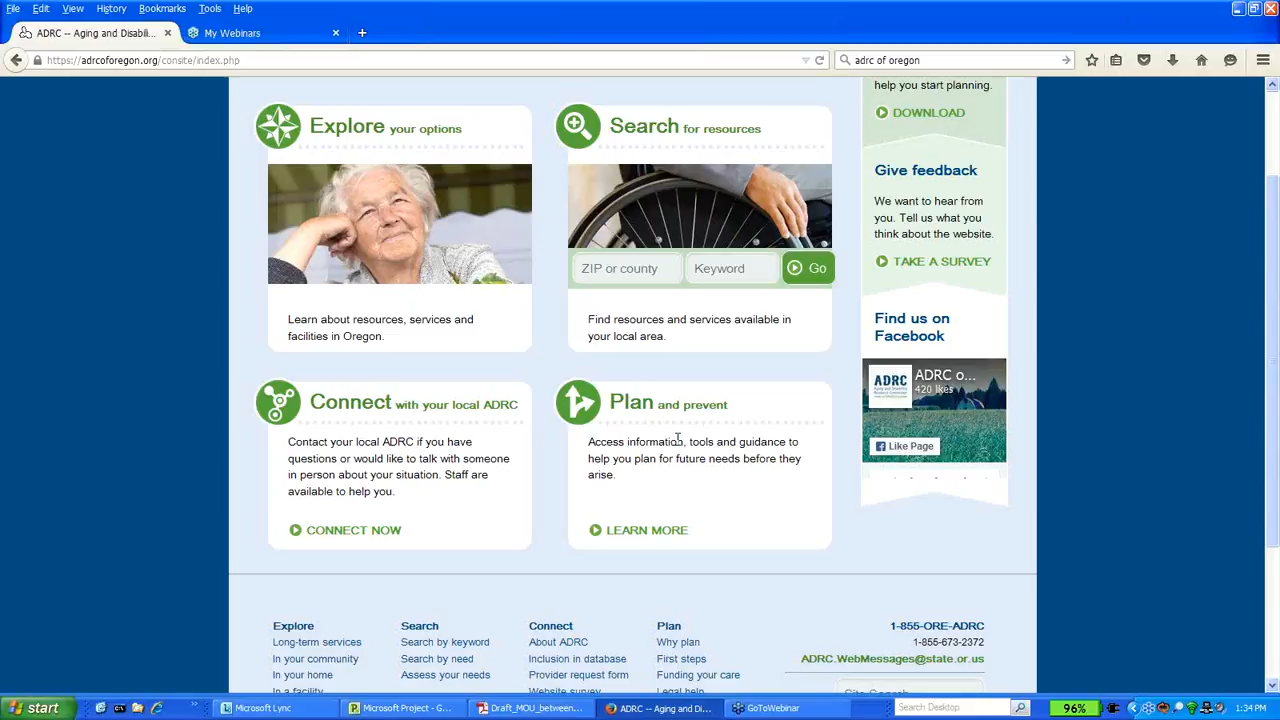 File Edit View History Bookmarks Tools Help
ADRC -- Aging and Disabili... × My Webinars × +
https://adrcoforegon.org/consite/index.php adrc of oregon
help you start planning.
DOWNLOAD
Explore your options
Search for resources
Give feedback
We want to hear from
you. Tell us what you
think about the website.
TAKE A SURVEY
ZIP or county Keyword Go
Learn about resources, services and
facilities in Oregon.
Find resources and services available in
your local area.
Find us on
Facebook
ADRC
ADRC o...
420 likes
Like Page
Connect with your local ADRC
Contact your local ADRC if you have
questions or would like to talk with someone
in person about your situation. Staff are
available to help you.
CONNECT NOW
Plan and prevent
Access information, tools and guidance to
help you plan for future needs before they
arise.
LEARN MORE
Explore
Long-term services
In your community
In your home
In a facility
Search
Search by keyword
Search by need
Assess your needs
Connect
About ADRC
Inclusion in database
Provider request form
Website survey
Plan
Why plan
First steps
Funding your care
Legal help
1-855-ORE-ADRC
1-855-673-2372
ADRC.WebMessages@state.or.us
Site Search
start Microsoft Lync Microsoft Project - G... Draft_MOU_between... ADRC -- Aging and Di... GoToWebinar Search Desktop 96% 1:34 PM